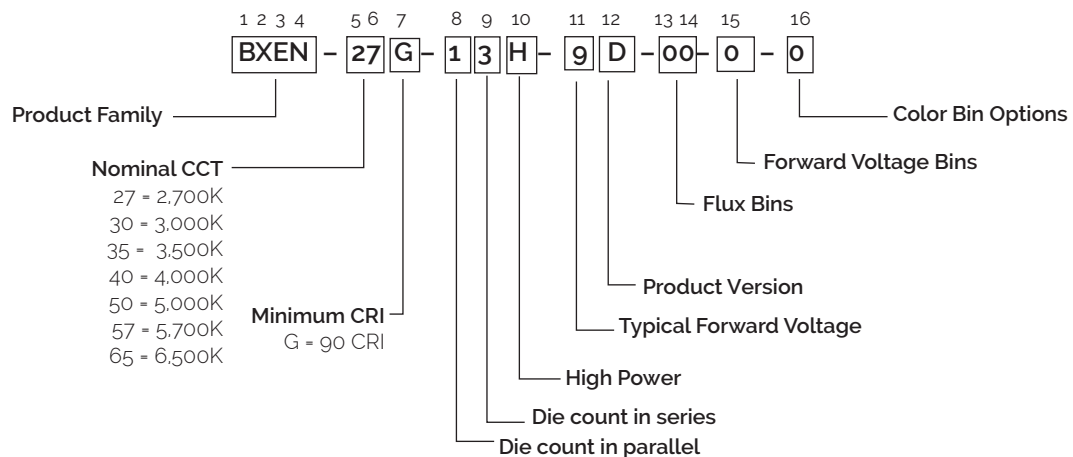 1 2 3 4 5 6 7 8 9 10 11 12 13 14 15 16
BXEN – 27 G – 1 3 H – 9 D – 00 – 0 – 0
Product Family
Color Bin Options
Nominal CCT
Forward Voltage Bins
27 = 2,700K
30 = 3,000K
35 = 3,500K
40 = 4,000K
50 = 5,000K
57 = 5,700K
65 = 6,500K
Flux Bins
Minimum CRI
G = 90 CRI
Product Version
Typical Forward Voltage
High Power
Die count in series
Die count in parallel